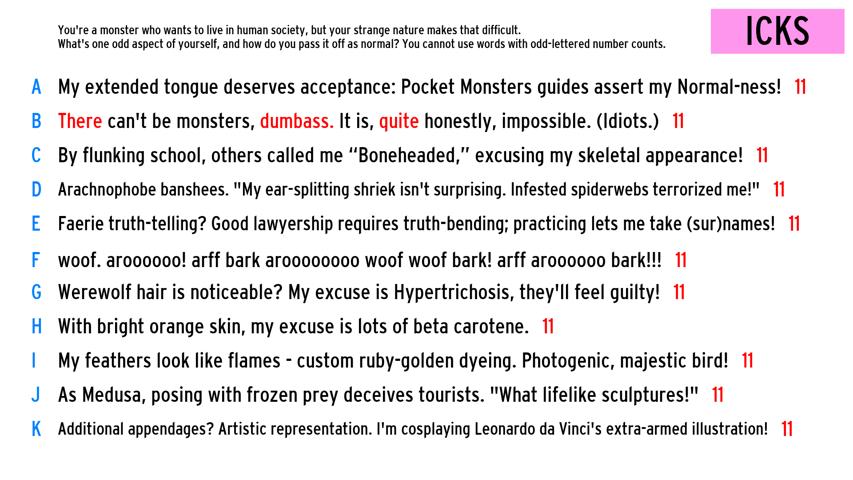 You're a monster who wants to live in human society, but your strange nature makes that difficult.
What's one odd aspect of yourself, and how do you pass it off as normal? You cannot use words with odd-lettered number counts.
ICKS
A My extended tongue deserves acceptance: Pocket Monsters guides assert my Normal-ness! 11
B There can't be monsters, dumbass. It is, quite honestly, impossible. (Idiots.) 11
C By flunking school, others called me “Boneheaded,” excusing my skeletal appearance! 11
D Arachnophobe banshees. "My ear-splitting shriek isn't surprising. Infested spiderwebs terrorized me!" 11
E Faerie truth-telling? Good lawyership requires truth-bending; practicing lets me take (sur)names! 11
F woof. aroooooo! arff bark aroooooooo woof woof bark! arff aroooooo bark!!! 11
G Werewolf hair is noticeable? My excuse is Hypertrichosis, they'll feel guilty! 11
H With bright orange skin, my excuse is lots of beta carotene. 11
I My feathers look like flames - custom ruby-golden dyeing. Photogenic, majestic bird! 11
J As Medusa, posing with frozen prey deceives tourists. "What lifelike sculptures!" 11
K Additional appendages? Artistic representation. I'm cosplaying Leonardo da Vinci's extra-armed illustration! 11